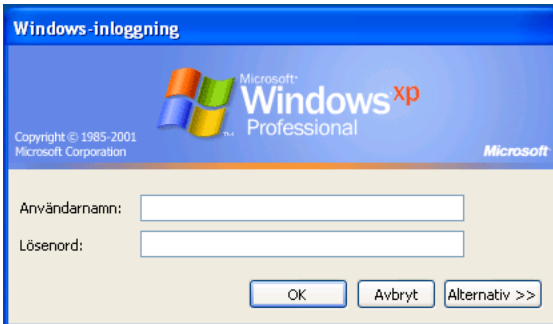 Windows-inloggning
Microsoft®
Windows xp
Professional
Copyright © 1985-2001
Microsoft Corporation
Microsoft
Användarnamn:
Lösenord:
OK
Avbryt
Alternativ >>